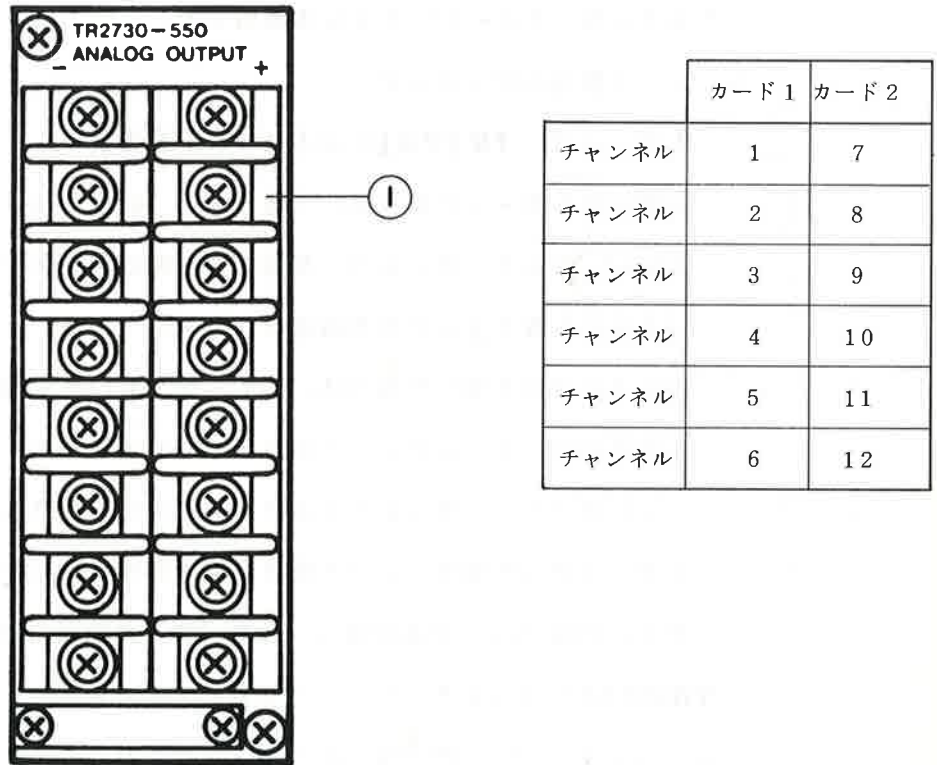 TR2730-550
ANALOG OUTPUT
- +
①
カード1 カード2
チャンネル 1 7
チャンネル 2 8
チャンネル 3 9
チャンネル 4 10
チャンネル 5 11
チャンネル 6 12